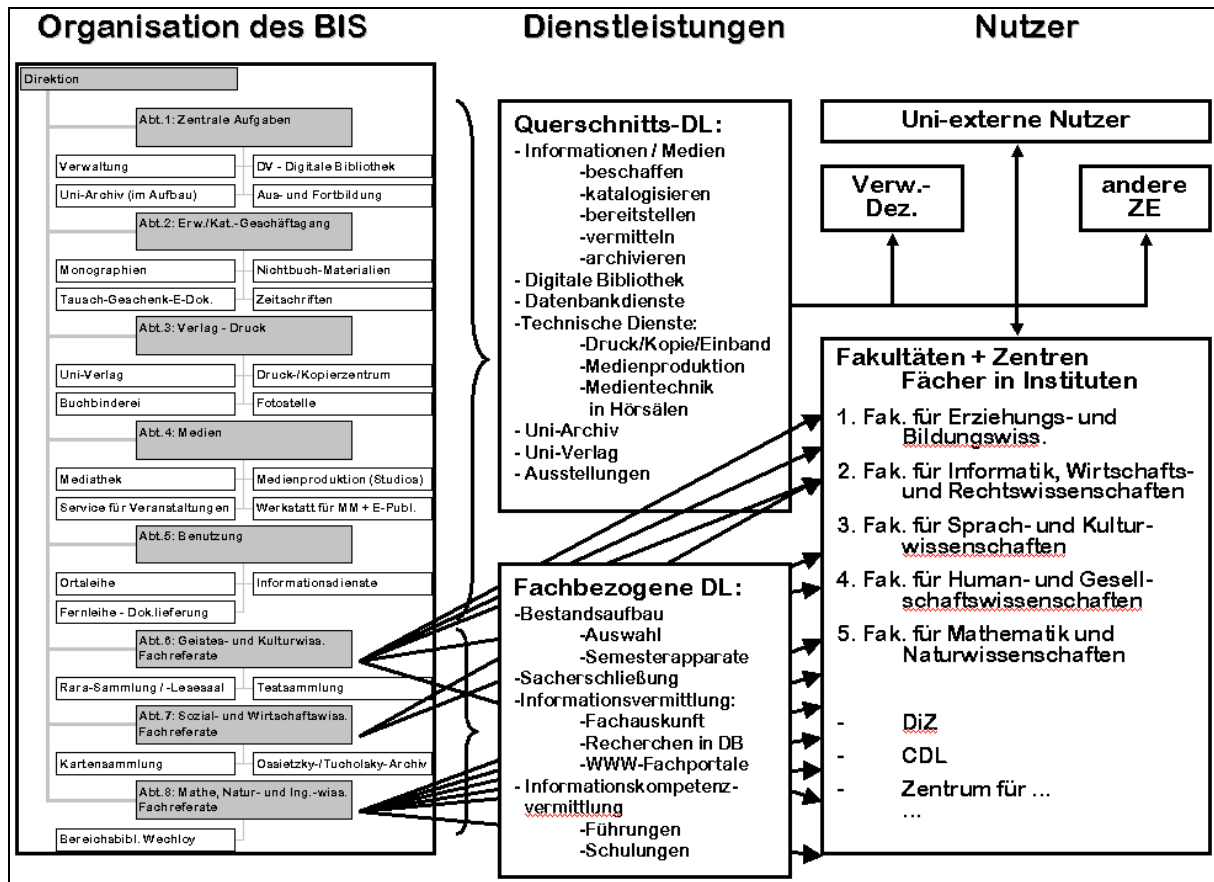 Organisation des BIS
Dienstleistungen
Nutzer
Direktion
Abt.1: Zentrale Aufgaben
Verwaltung
DV - Digitale Bibliothek
Uni-Archiv (im Aufbau)
Aus- und Fortbildung
Abt.2: Erw./Kat.-Geschäftagang
Monographien
Nichtbuch-Materialien
Tausch-Geschenk-E-Dok.
Zeitschriften
Abt.3: Verlag - Druck
Uni-Verlag
Druck-/Kopierzentrum
Buchbinderei
Fotostelle
Abt.4: Medien
Mediathek
Medienproduktion (Studios)
Service für Veranstaltungen
Werkstatt für MM + E-Publ.
Abt.5: Benutzung
Ortsleihe
Informationsdienste
Fernleihe - Dok.lieferung
Abt.6: Geistes- und Kulturwiss.
Fachreferate
Rara-Sammlung / -Lesesaal
Testsammlung
Abt.7: Sozial- und Wirtschaftswiss.
Fachreferate
Kartensammlung
Ossietzky-/Tucholsky-Archiv
Abt.8: Mathe, Natur- und Ing.-wiss.
Fachreferate
Bereichsbibl. Wechloy
Querschnitts-DL:
- Informationen / Medien
-beschaffen
-katalogisieren
-bereitstellen
-vermitteln
-archivieren
- Digitale Bibliothek
- Datenbankdienste
-Technische Dienste:
-Druck/Kopie/Einband
-Medienproduktion
-Medientechnik
in Hörsälen
- Uni-Archiv
- Uni-Verlag
- Ausstellungen
Fachbezogene DL:
-Bestandsaufbau
-Auswahl
-Semesterapparate
-Sacherschließung
-Informationsvermittlung:
-Fachauskunft
-Recherchen in DB
-WWW-Fachportale
- Informationskompetenz-
vermittlung
-Führungen
-Schulungen
Uni-externe Nutzer
Verw.-
Dez.
andere
ZE
Fakultäten + Zentren
Fächer in Instituten
1. Fak. für Erziehungs- und
Bildungswiss.
2. Fak. für Informatik, Wirtschafts-
und Rechtswissenschaften
3. Fak. für Sprach- und Kultur-
wissenschaften
4. Fak. für Human- und Gesell-
schaftswissenschaften
5. Fak. für Mathematik und
Naturwissenschaften
- DiZ
- CDL
- Zentrum für ...
...